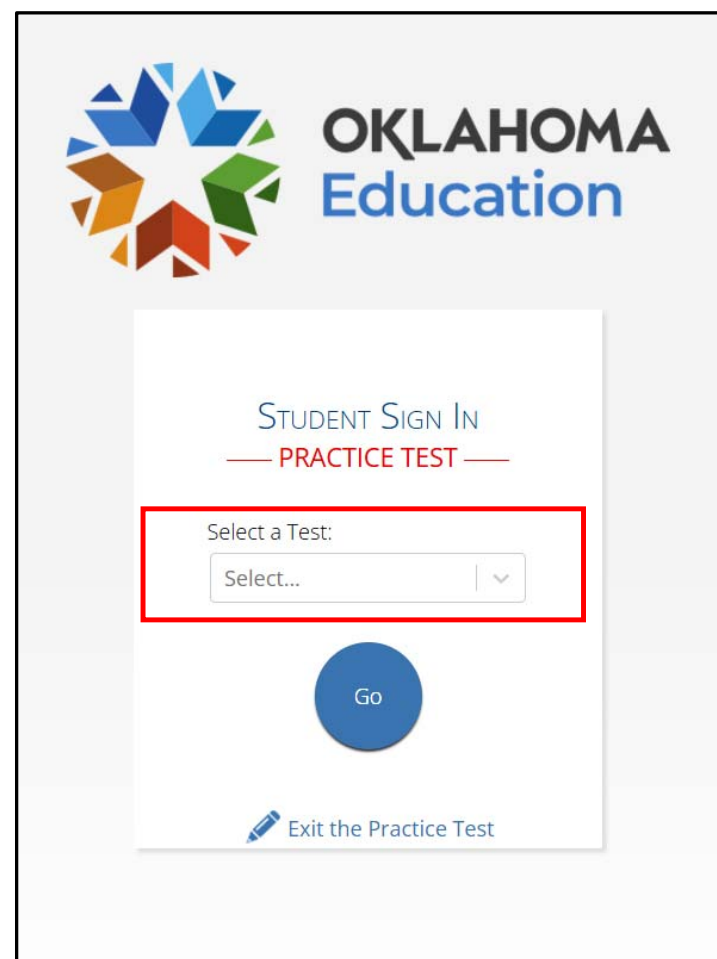 OKLAHOMA
Education
Student Sign In
PRACTICE TEST
Select a Test:
Select...
Go
Exit the Practice Test